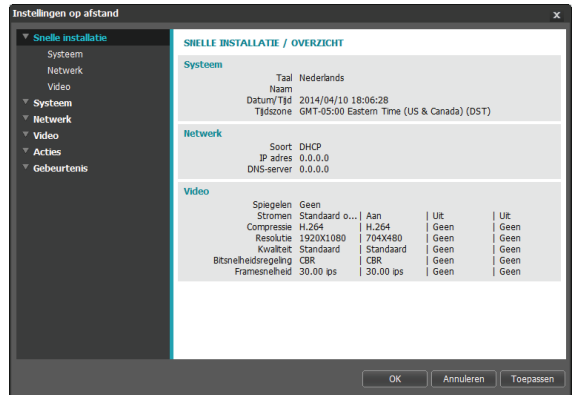 Instellingen op afstand x
Snelle installatie
Systeem
Netwerk
Video
Systeem
Netwerk
Video
Acties
Gebeurtenis
SNELLE INSTALLATIE / OVERZICHT
Systeem
Taal Nederlands
Naam
Datum/Tijd 2014/04/10 18:06:28
Tijdszone GMT-05:00 Eastern Time (US & Canada) (DST)
Netwerk
Soort DHCP
IP adres 0.0.0.0
DNS-server 0.0.0.0
Video
Spiegelen Geen
Stromen Standaard o... | Aan | Uit | Uit
Compressie H.264 | H.264 | Geen | Geen
Resolutie 1920X1080 | 704X480 | Geen | Geen
Kwaliteit Standaard | Standaard | Geen | Geen
Bitsnelheidsregeling CBR | CBR | Geen | Geen
Framesnelheid 30.00 ips | 30.00 ips | Geen | Geen
OK Annuleren Toepassen